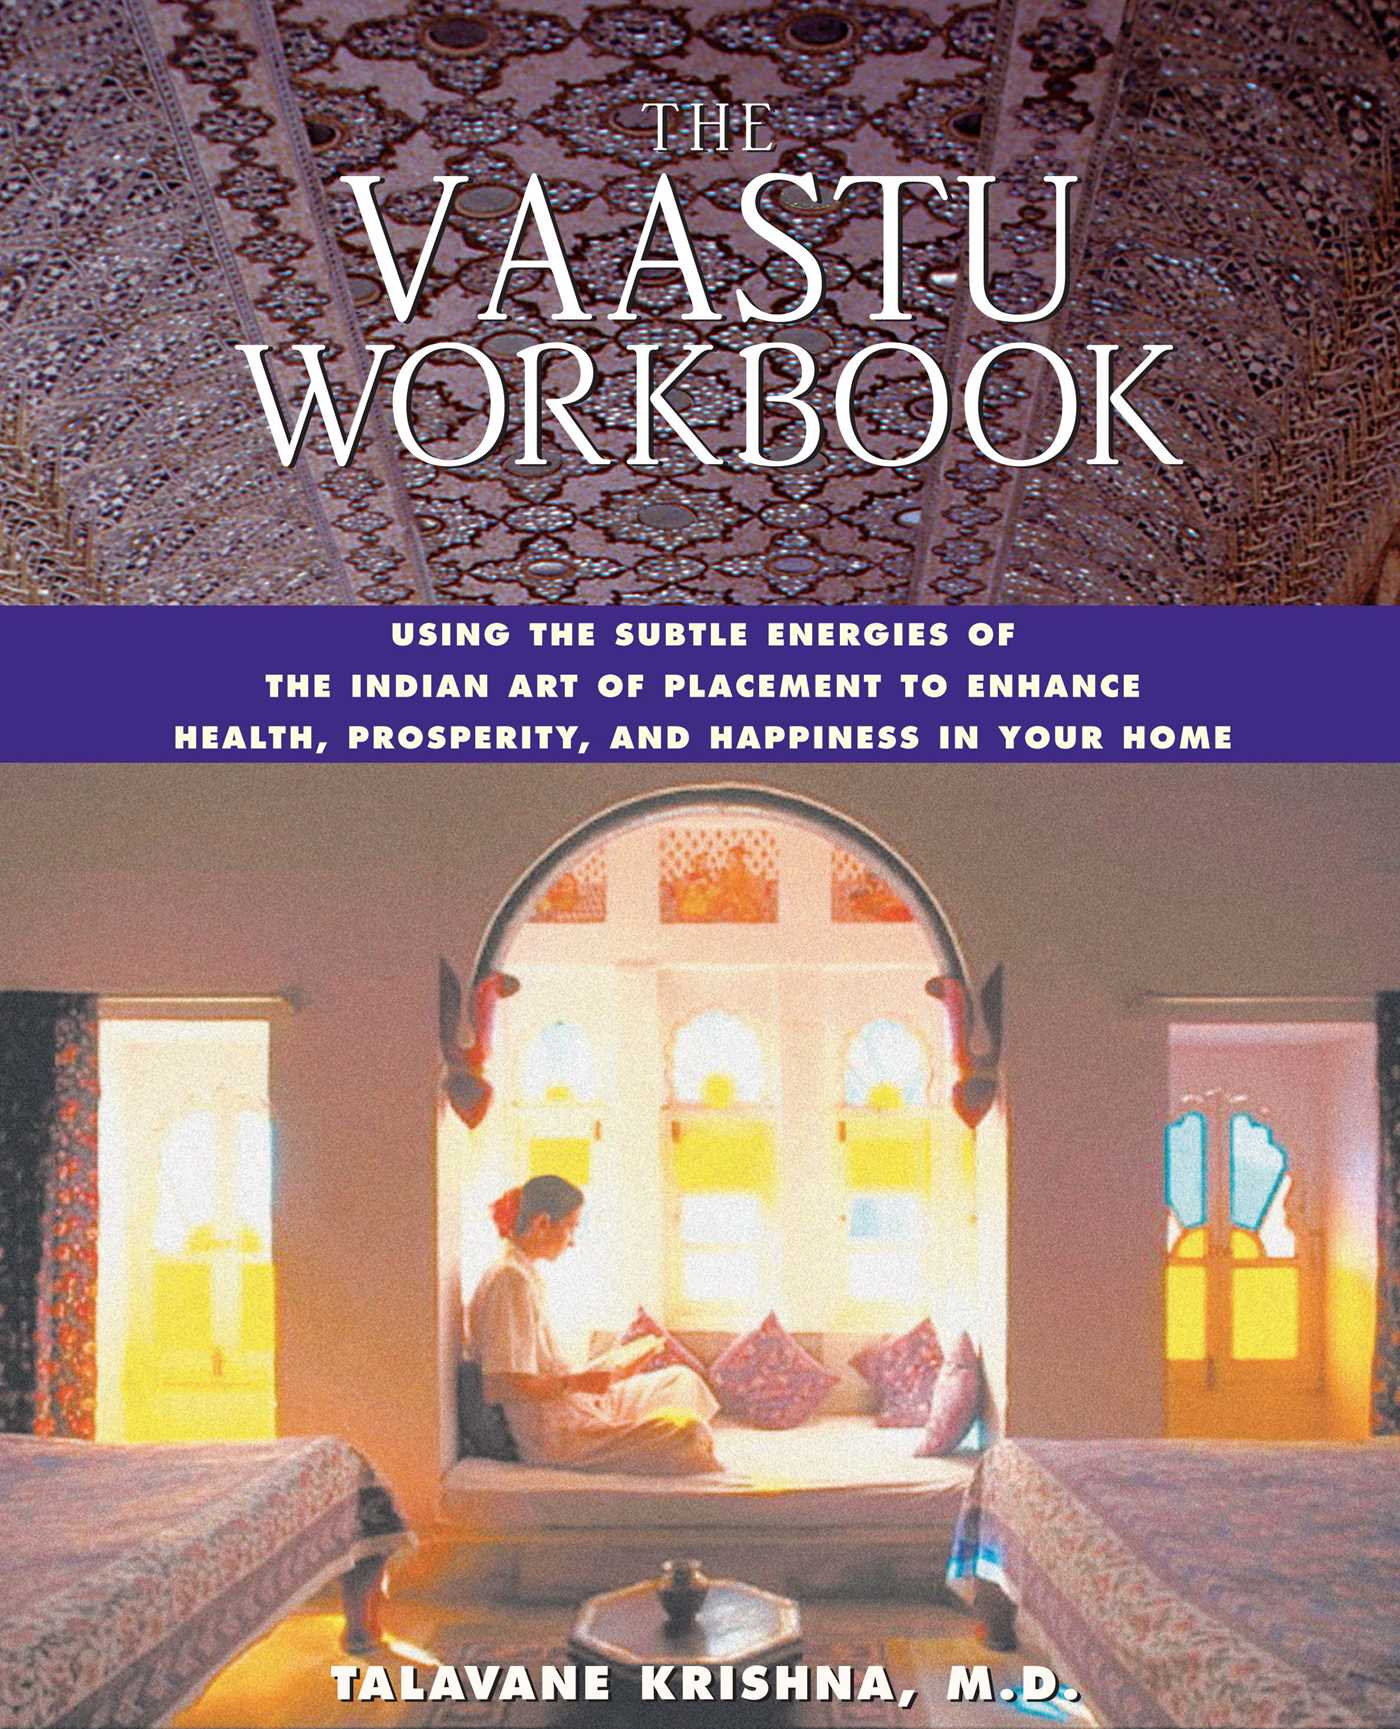 THE
VAASTU
WORKBOOK
USING THE SUBTLE ENERGIES OF
THE INDIAN ART OF PLACEMENT TO ENHANCE
HEALTH, PROSPERITY, AND HAPPINESS IN YOUR HOME
TALAVANE KRISHNA, M.D.